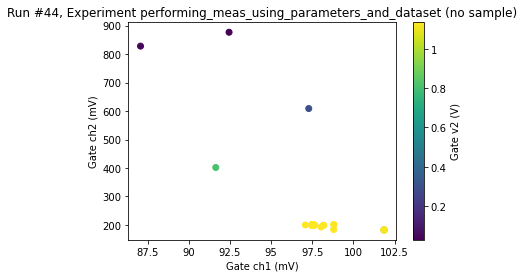 Run #44, Experiment performing_meas_using_parameters_and_dataset (no sample)
900
800
700
600
500
400
300
200
Gate ch2 (mV)
87.5 90 92.5 95 97.5 100 102.5
Gate ch1 (mV)
1
0.8
0.6
0.4
0.2
Gate v2 (V)